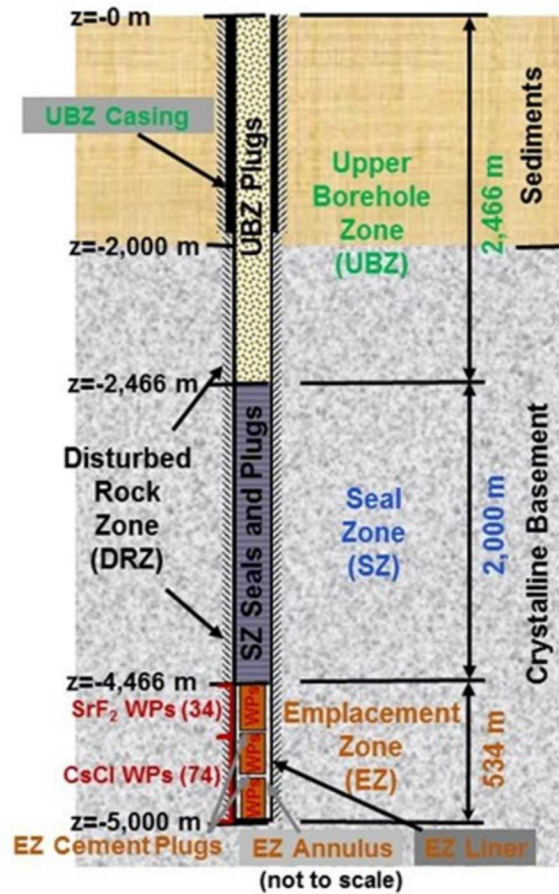 z=-0 m
UBZ Casing
UBZ Plugs
Upper
Borehole
Zone
(UBZ)
2,466 m
Sediments
z=-2,000 m
z=-2,466 m
Disturbed
Rock
Zone
(DRZ)
SZ Seals and Plugs
Seal
Zone
(SZ)
2,000 m
Crystalline Basement
z=-4,466 m
SrF₂ WPs (34)
CsCl WPs (74)
WPs
WPs
WPs
Emplacement
Zone
(EZ)
534 m
z=-5,000 m
EZ Cement Plugs
EZ Annulus
EZ Liner
(not to scale)